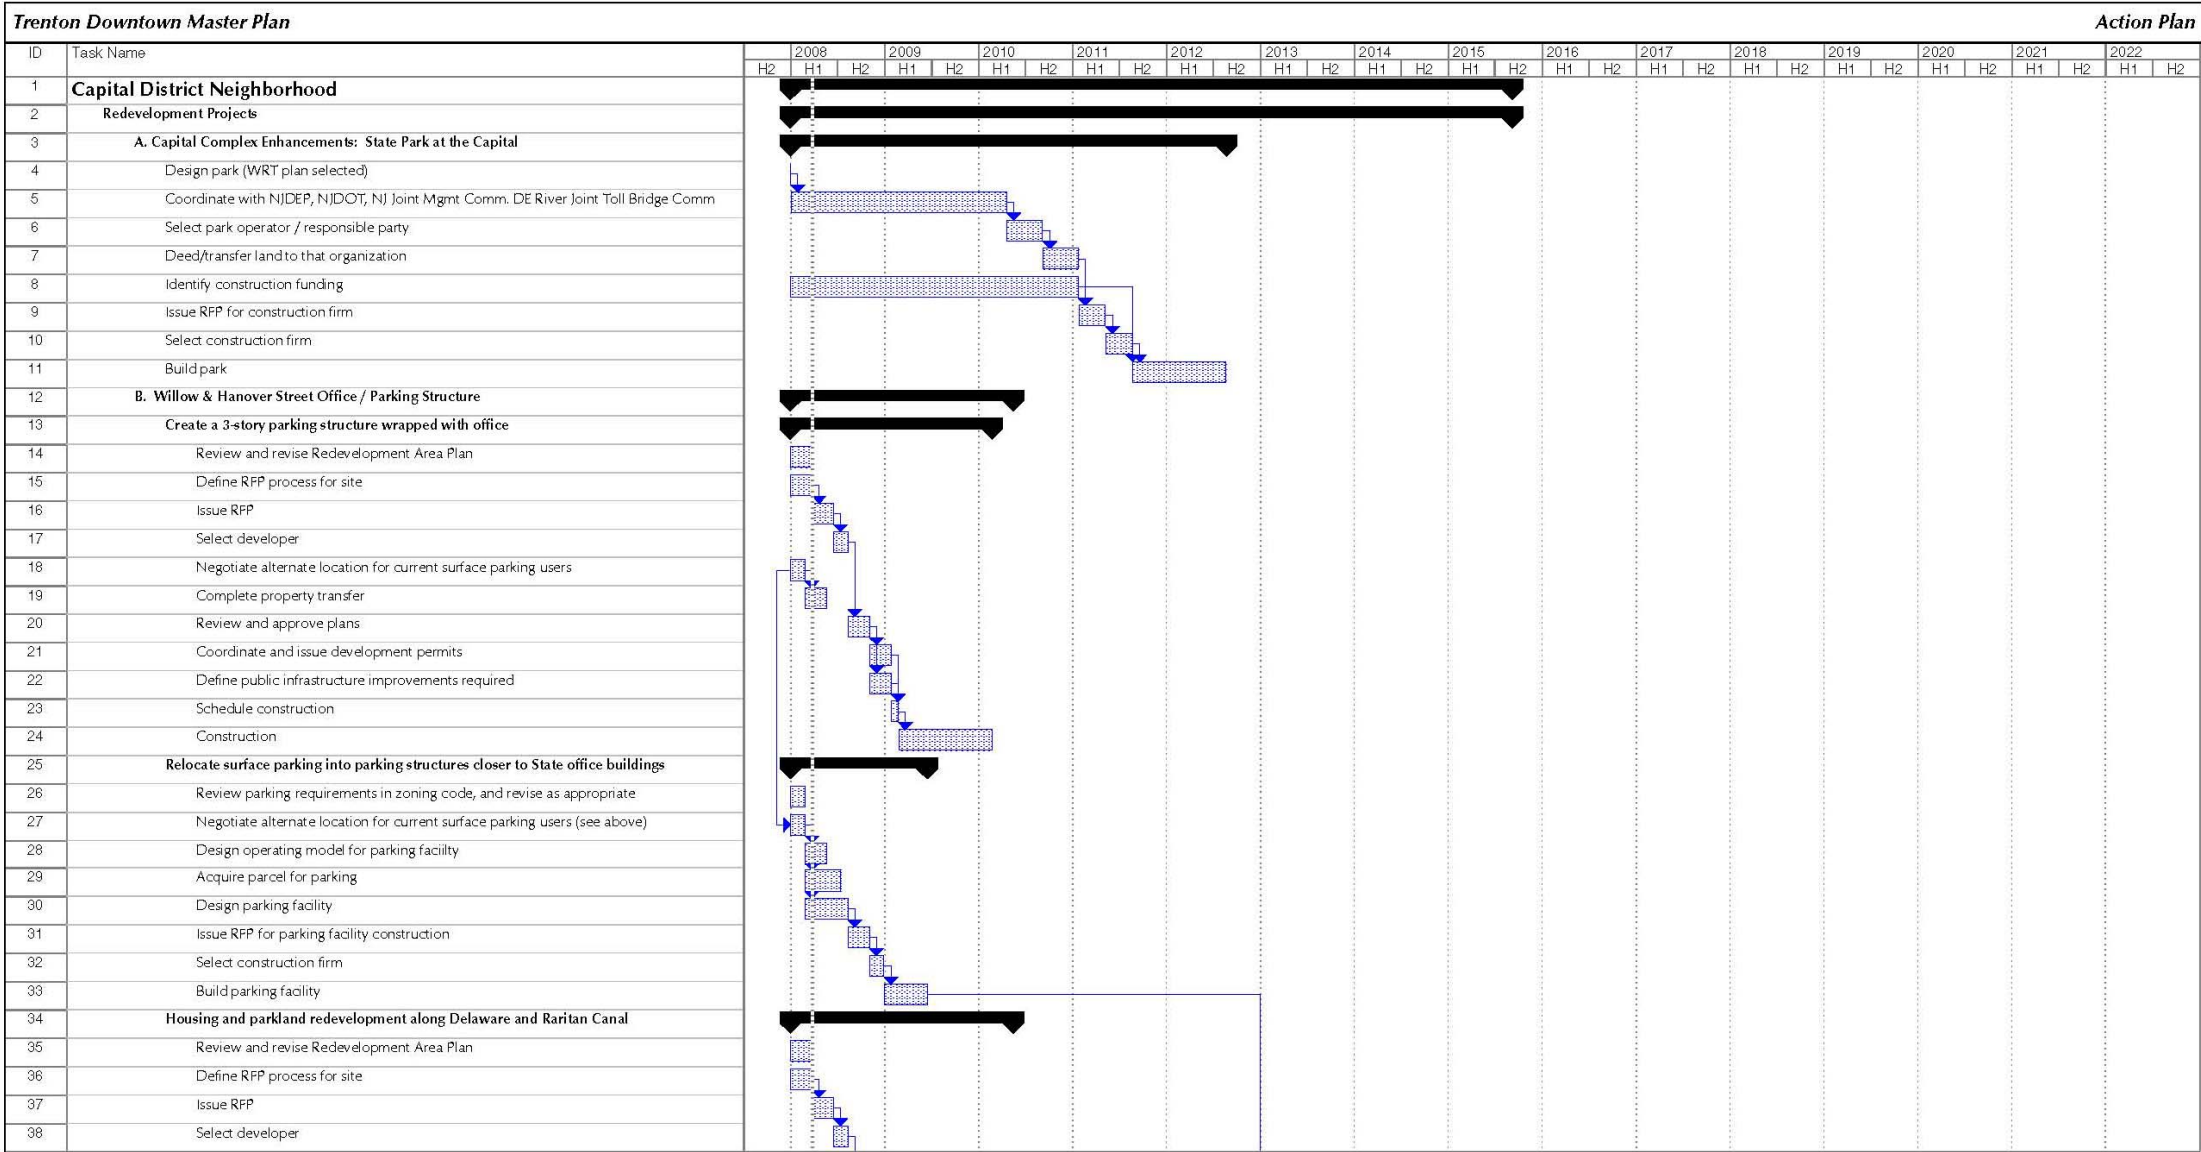 Trenton Downtown Master Plan Action Plan
ID Task Name 2008 2009 2010 2011 2012 2013 2014 2015 2016 2017 2018 2019 2020 2021 2022
H2 H1 H2 H1 H2 H1 H2 H1 H2 H1 H2 H1 H2 H1 H2 H1 H2 H1 H2 H1 H2 H1 H2 H1 H2 H1 H2 H1 H2 H1 H2
1 Capital District Neighborhood
2 Redevelopment Projects
3 A. Capital Complex Enhancements: State Park at the Capital
4 Design park (WRT plan selected)
5 Coordinate with NJDEP, NJDOT, NJ Joint Mgmt Comm. DE River Joint Toll Bridge Comm
6 Select park operator / responsible party
7 Deed/transfer land to that organization
8 Identify construction funding
9 Issue RFP for construction firm
10 Select construction firm
11 Build park
12 B. Willow & Hanover Street Office / Parking Structure
13 Create a 3-story parking structure wrapped with office
14 Review and revise Redevelopment Area Plan
15 Define RFP process for site
16 Issue RFP
17 Select developer
18 Negotiate alternate location for current surface parking users
19 Complete property transfer
20 Review and approve plans
21 Coordinate and issue development permits
22 Define public infrastructure improvements required
23 Schedule construction
24 Construction
25 Relocate surface parking into parking structures closer to State office buildings
26 Review parking requirements in zoning code, and revise as appropriate
27 Negotiate alternate location for current surface parking users (see above)
28 Design operating model for parking faciilty
29 Acquire parcel for parking
30 Design parking facility
31 Issue RFP for parking facility construction
32 Select construction firm
33 Build parking facility
34 Housing and parkland redevelopment along Delaware and Raritan Canal
35 Review and revise Redevelopment Area Plan
36 Define RFP process for site
37 Issue RFP
38 Select developer